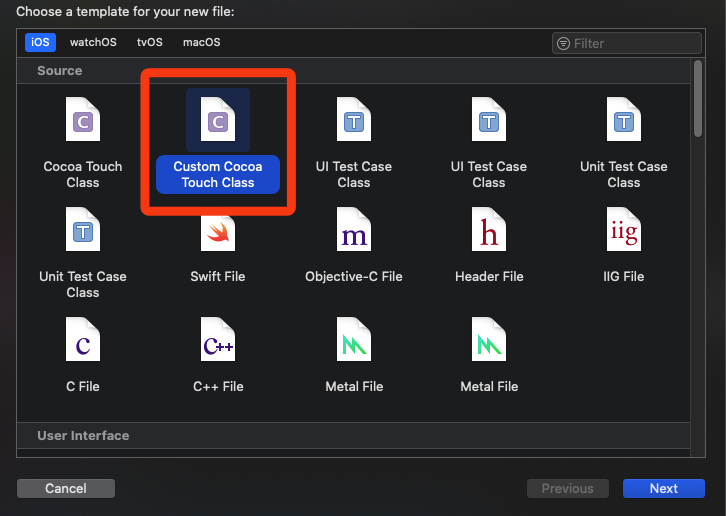 Choose a template for your new file:
iOS watchOS tvOS macOS Filter
Source
C C T T T
Cocoa Touch Class
Custom Cocoa Touch Class
UI Test Case Class
UI Test Case Class
Unit Test Case Class
T m h iig
Unit Test Case Class
Swift File
Objective-C File
Header File
IIG File
c C++
C File
C++ File
Metal File
Metal File
User Interface
Cancel Previous Next